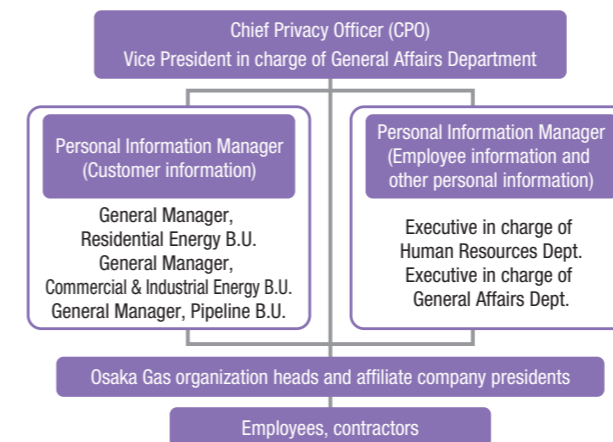 Chief Privacy Officer (CPO)
Vice President in charge of General Affairs Department
Personal Information Manager
(Customer information)
General Manager,
Residential Energy B.U.
General Manager,
Commercial & Industrial Energy B.U.
General Manager, Pipeline B.U.
Personal Information Manager
(Employee information and
other personal information)
Executive in charge of
Human Resources Dept.
Executive in charge of
General Affairs Dept.
Osaka Gas organization heads and affiliate company presidents
Employees, contractors